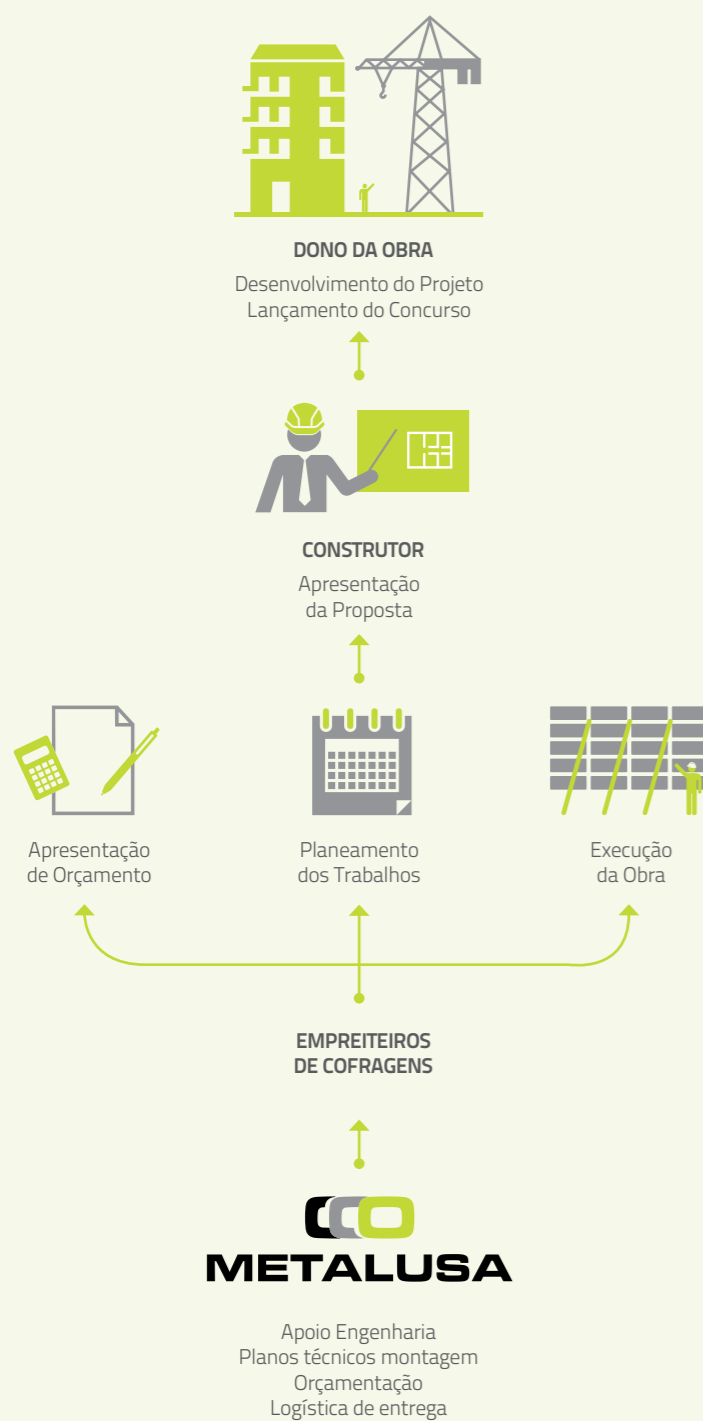 DONO DA OBRA
Desenvolvimento do Projeto
Lançamento do Concurso
CONSTRUTOR
Apresentação
da Proposta
Apresentação
de Orçamento
Planeamento
dos Trabalhos
Execução
da Obra
EMPREITEIROS
DE COFRAGENS
METALUSA
Apoio Engenharia
Planos técnicos montagem
Orçamentação
Logística de entrega